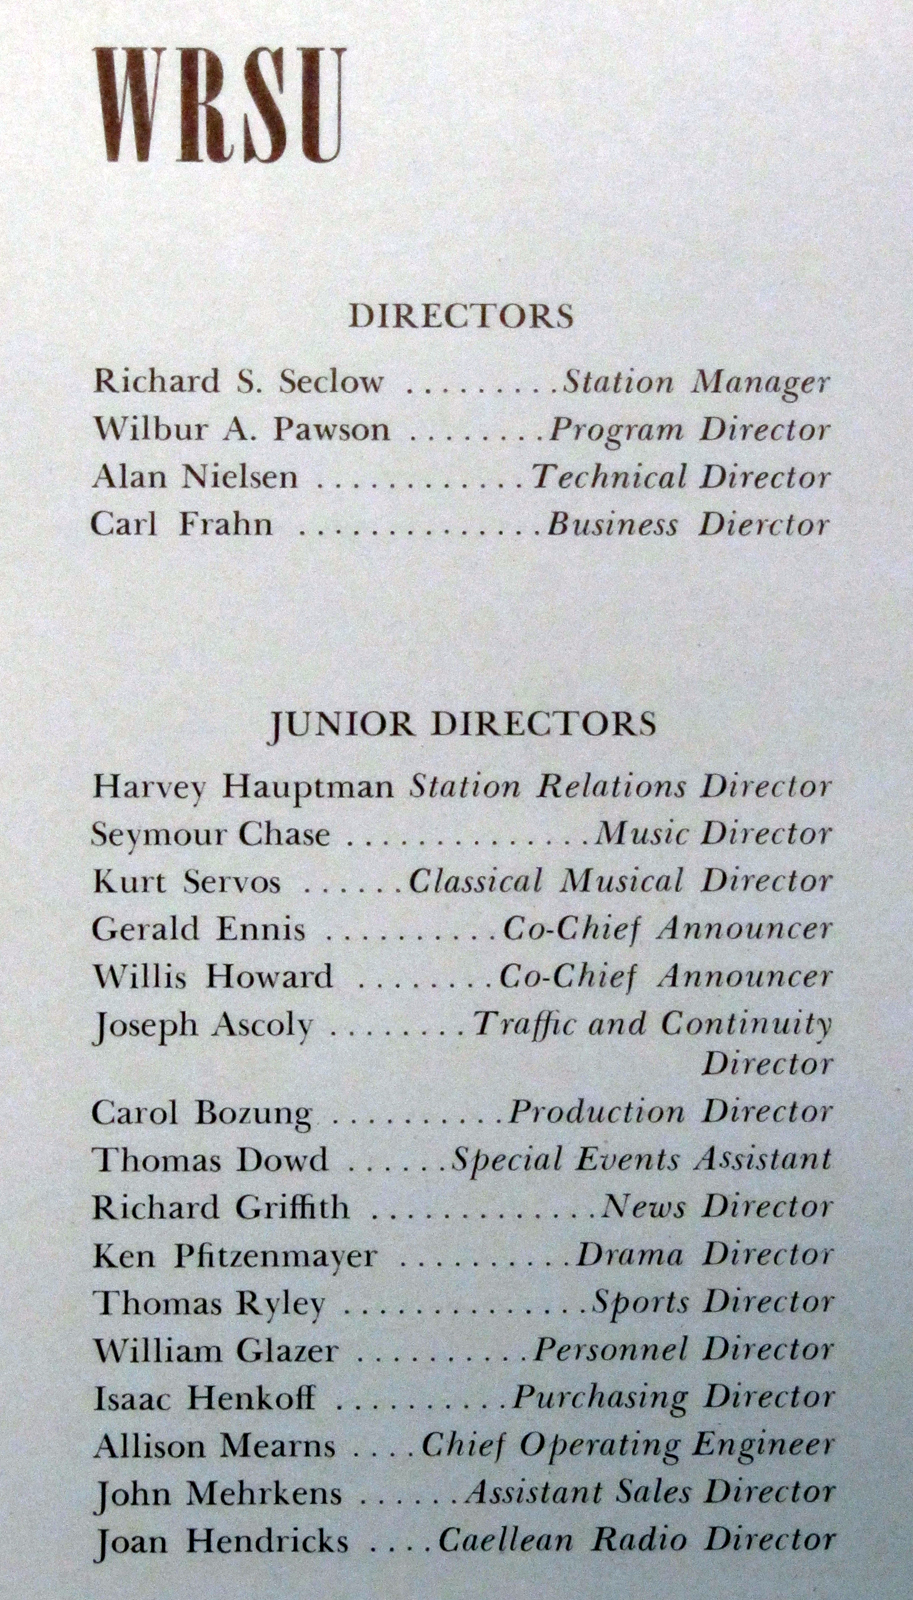 WRSU
DIRECTORS
Richard S. Seclow .........Station Manager
Wilbur A. Pawson ........Program Director
Alan Nielsen ............Technical Director
Carl Frahn ..............Business Dierctor
JUNIOR DIRECTORS
Harvey Hauptman Station Relations Director
Seymour Chase ..............Music Director
Kurt Servos ......Classical Musical Director
Gerald Ennis ..........Co-Chief Announcer
Willis Howard ........Co-Chief Announcer
Joseph Ascoly ........Traffic and Continuity
Director
Carol Bozung ..........Production Director
Thomas Dowd ......Special Events Assistant
Richard Griffith .............News Director
Ken Pfitzenmayer ..........Drama Director
Thomas Ryley ..............Sports Director
William Glazer ..........Personnel Director
Isaac Henkoff ..........Purchasing Director
Allison Mearns ....Chief Operating Engineer
John Mehrkens ......Assistant Sales Director
Joan Hendricks ....Caellean Radio Director